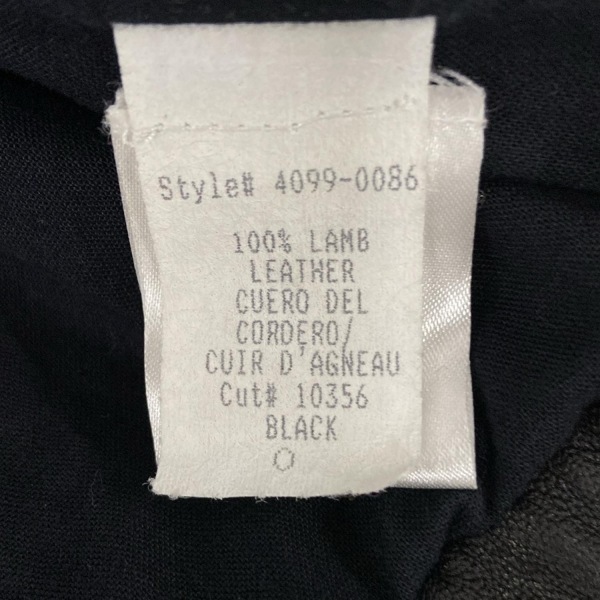 Style# 4099-0086
100% LAMB
LEATHER
CUERO DEL
CORDERO/
CUIR D'AGNEAU
Cut# 10356
BLACK